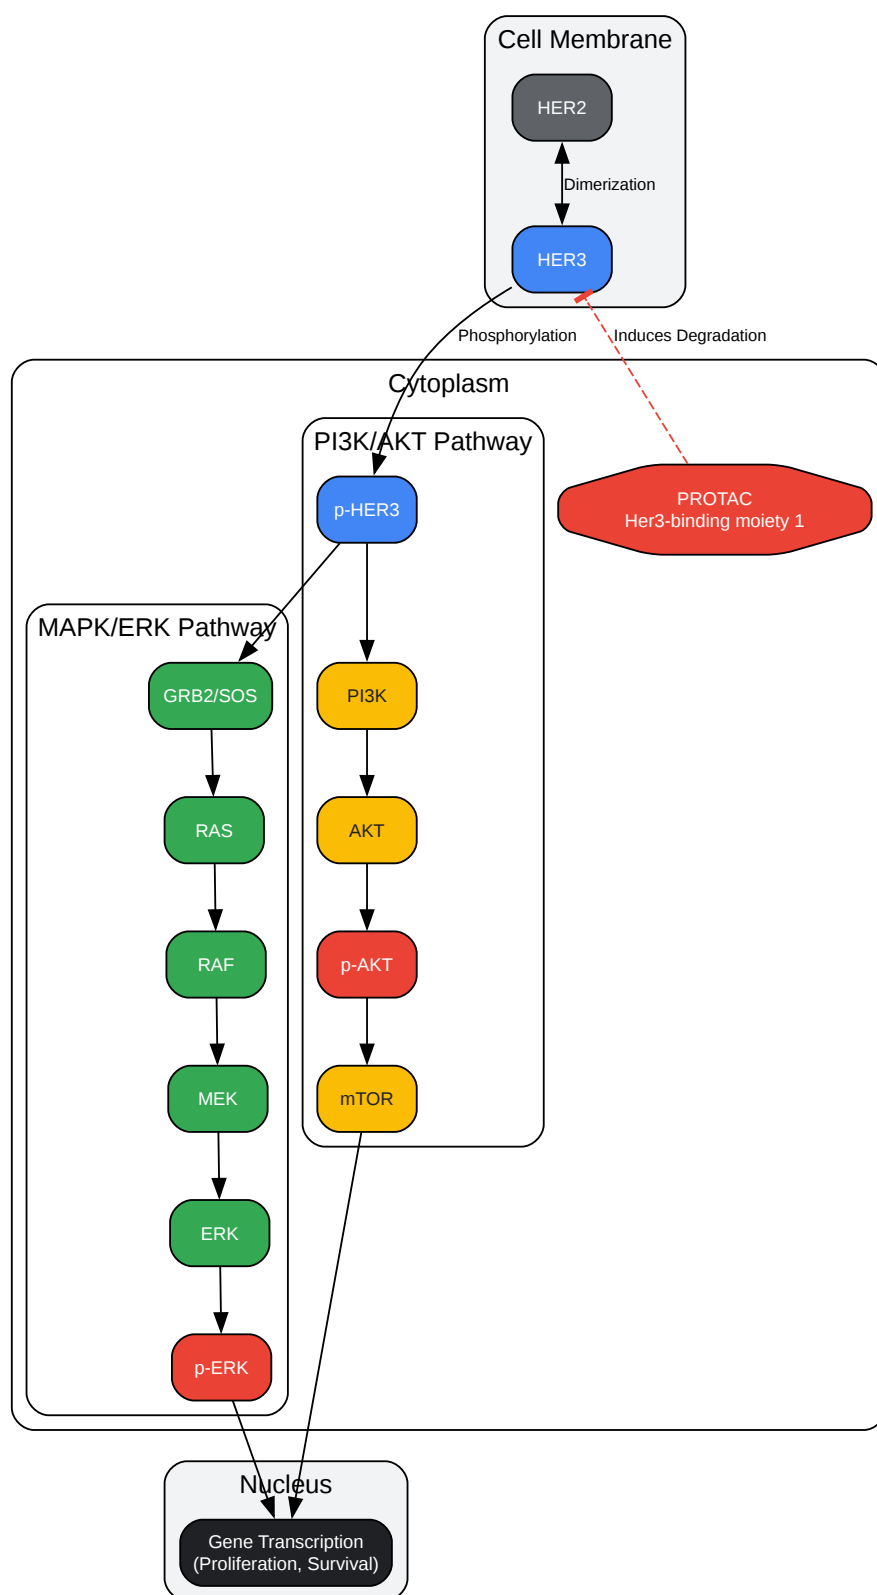 Cell Membrane
HER2
Dimerization
HER3
Phosphorylation
Induces Degradation
Cytoplasm
PI3K/AKT Pathway
p-HER3
PROTAC
Her3-binding moiety 1
MAPK/ERK Pathway
GRB2/SOS
PI3K
RAS
AKT
RAF
p-AKT
MEK
mTOR
ERK
p-ERK
Nucleus
Gene Transcription
(Proliferation, Survival)